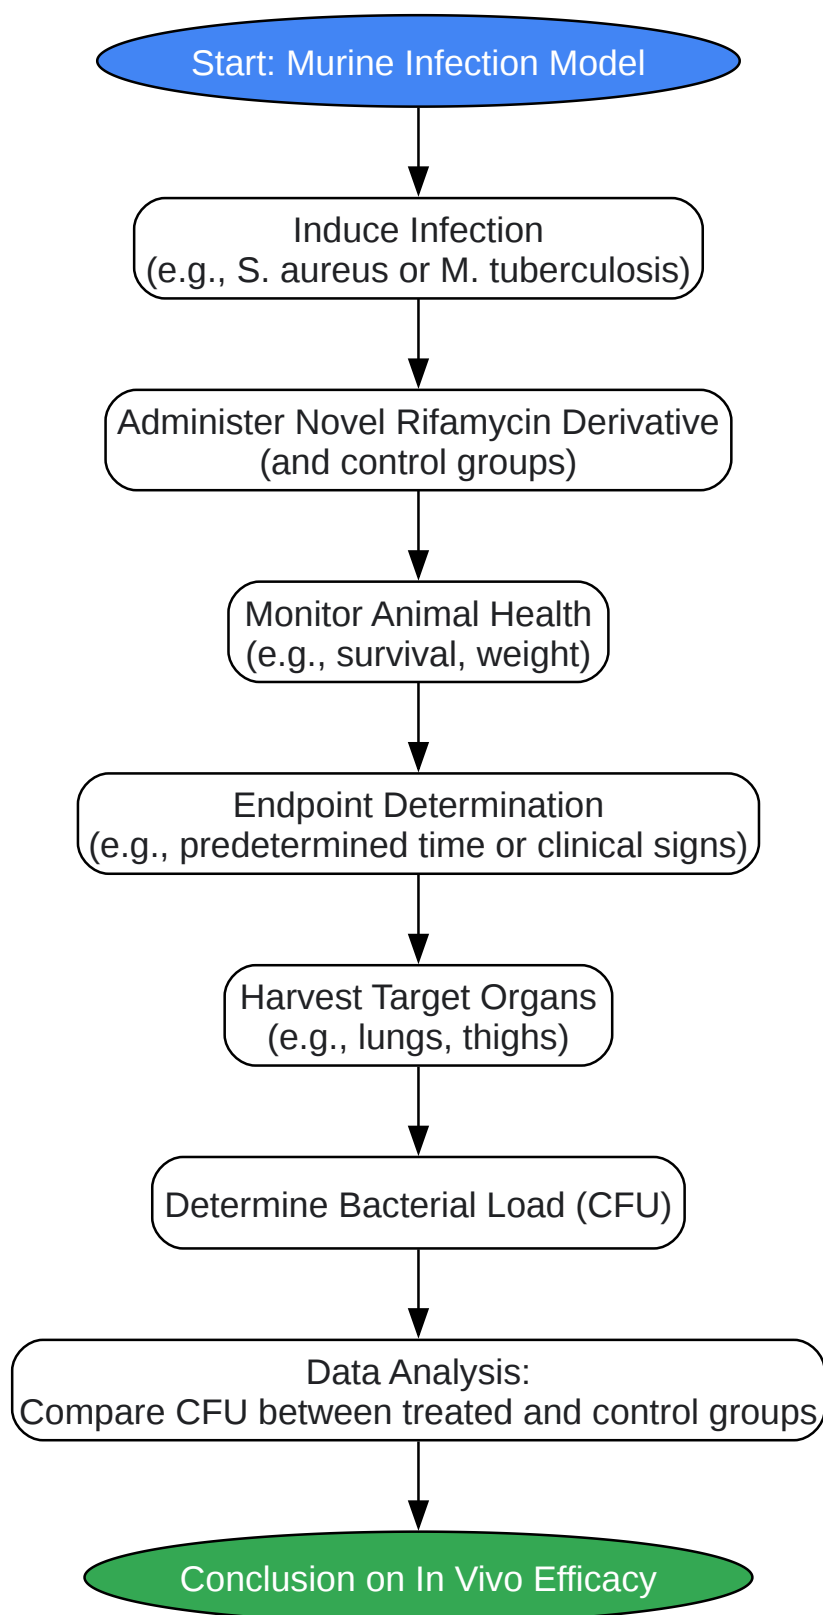 Start: Murine Infection Model
Induce Infection
(e.g., S. aureus or M. tuberculosis)
Administer Novel Rifamycin Derivative
(and control groups)
Monitor Animal Health
(e.g., survival, weight)
Endpoint Determination
(e.g., predetermined time or clinical signs)
Harvest Target Organs
(e.g., lungs, thighs)
Determine Bacterial Load (CFU)
Data Analysis:
Compare CFU between treated and control groups
Conclusion on In Vivo Efficacy